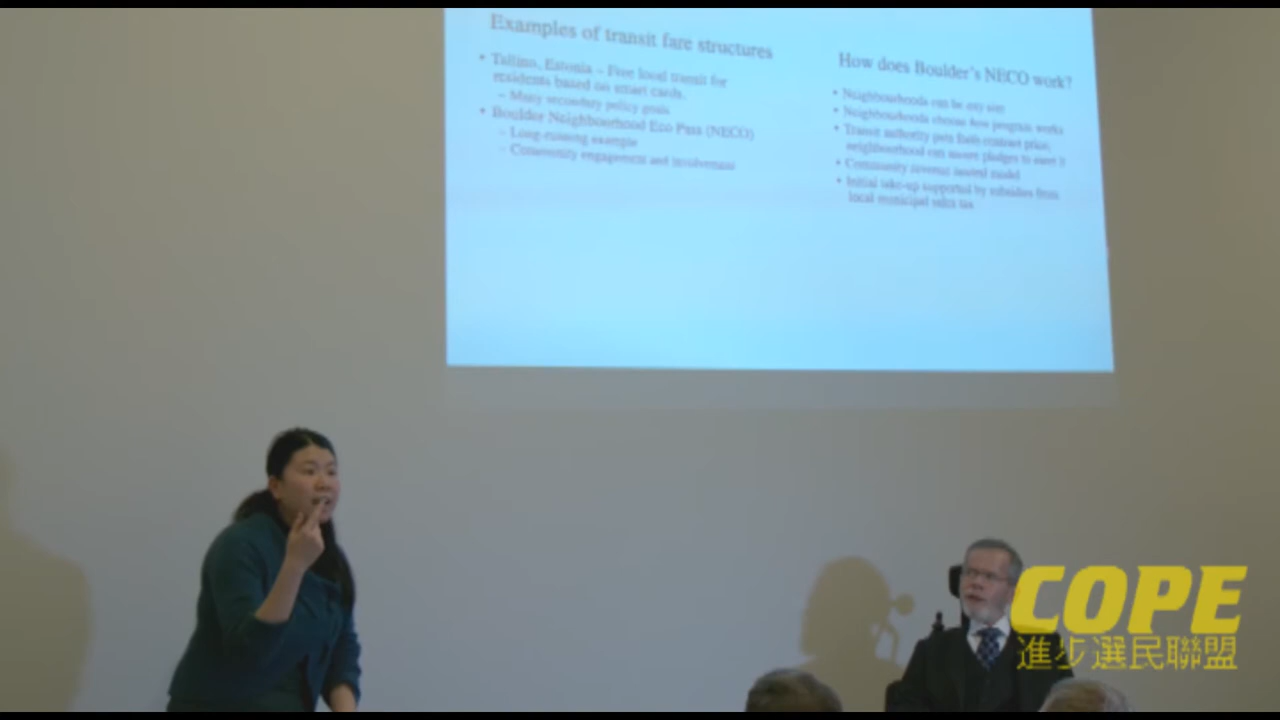 Examples of transit fare structures
• Tallinn, Estonia – Free local transit for
residents based on smart cards.
– Many secondary policy goals
• Boulder Neighbourhood Eco Pass (NECO)
– Long-running example
– Community engagement and involvement
How does Boulder's NECO work?
• Neighbourhoods can be any size
• Neighbourhoods choose how program works
• Transit authority puts forth contract price,
neighbourhood can assert pledges to meet it
• Community revenue neutral model
• Initial take-up supported by subsidies from
local municipal sales tax
COPE
進步選民聯盟